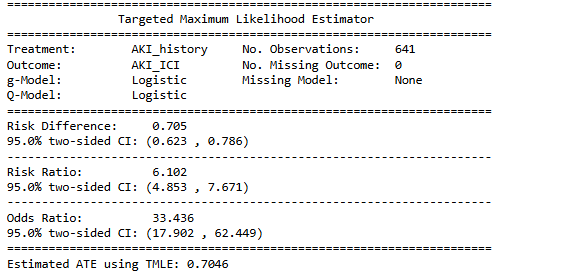 ======================================================================
Targeted Maximum Likelihood Estimator
======================================================================
Treatment: AKI_history No. Observations: 641
Outcome: AKI_ICI No. Missing Outcome: 0
g-Model: Logistic Missing Model: None
Q-Model: Logistic
======================================================================
Risk Difference: 0.705
95.0% two-sided CI: (0.623 , 0.786)
----------------------------------------------------------------------
Risk Ratio: 6.102
95.0% two-sided CI: (4.853 , 7.671)
----------------------------------------------------------------------
Odds Ratio: 33.436
95.0% two-sided CI: (17.902 , 62.449)
======================================================================
Estimated ATE using TMLE: 0.7046